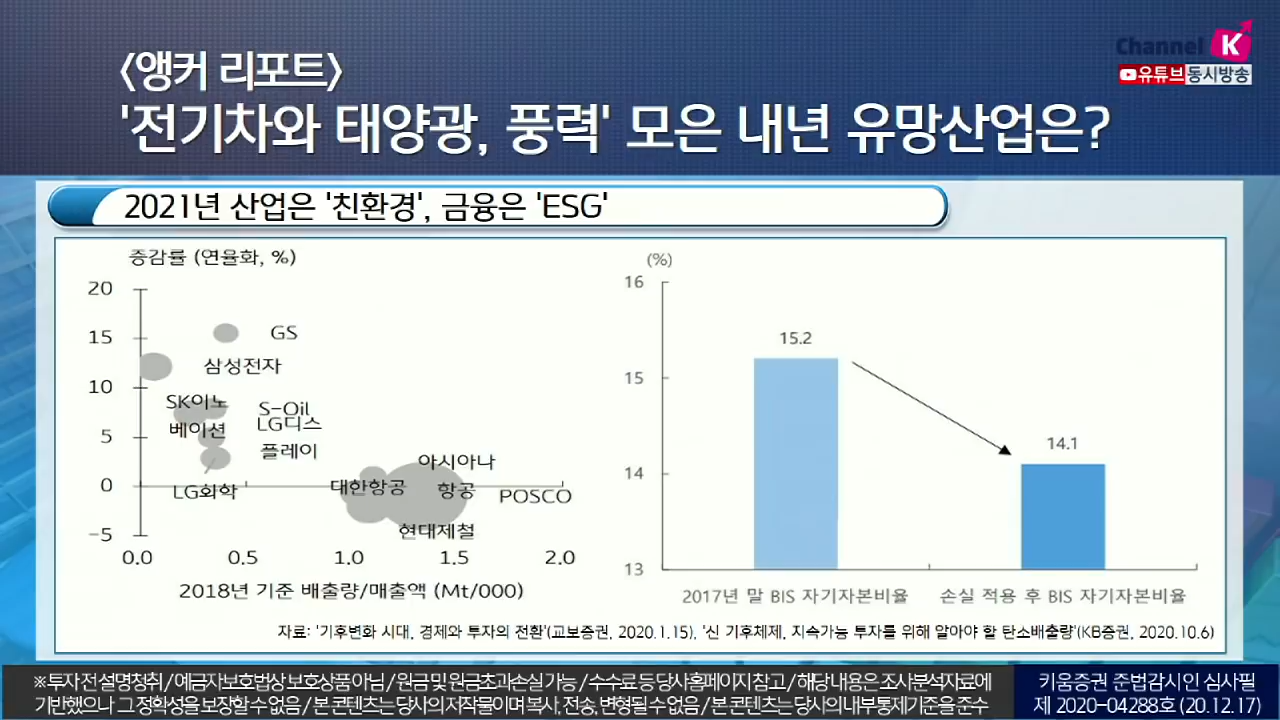 Channel K
유튜브동시방송
<앵커 리포트>
'전기차와 태양광, 풍력' 모은 내년 유망산업은?
2021년 산업은 '친환경', 금융은 'ESG'
증감률 (연율화, %)
20
15
10
5
0
-5
0.0 0.5 1.0 1.5 2.0
GS
삼성전자
SK이노
베이션
S-Oil
LG디스
플레이
LG화학
대한항공
아시아나
항공
POSCO
현대제철
2018년 기준 배출량/매출액 (Mt/000)
(%)
16
15
14
13
15.2
14.1
2017년 말 BIS 자기자본비율
손실 적용 후 BIS 자기자본비율
자료: '기후변화 시대, 경제와 투자의 전환'(교보증권, 2020.1.15), '신 기후체제, 지속가능 투자를 위해 알아야 할 탄소배출량'(KB증권, 2020.10.6)
※ 투자 전 설명청취 / 예금자보호법상 보호상품 아님 / 원금 및 원금초과손실 가능 / 수수료 등 당사홈페이지 참고 / 해당 내용은 조사분석자료에
기반했으나 그 정확성을 보장할 수 없음 / 본 콘텐츠는 당사의 저작물이며 복사, 전송, 변형될 수 없음 / 본 콘텐츠는 당사의 내부통제기준을 준수
키움증권 준법감시인 심사필
제 2020-04288호 (20.12.17)